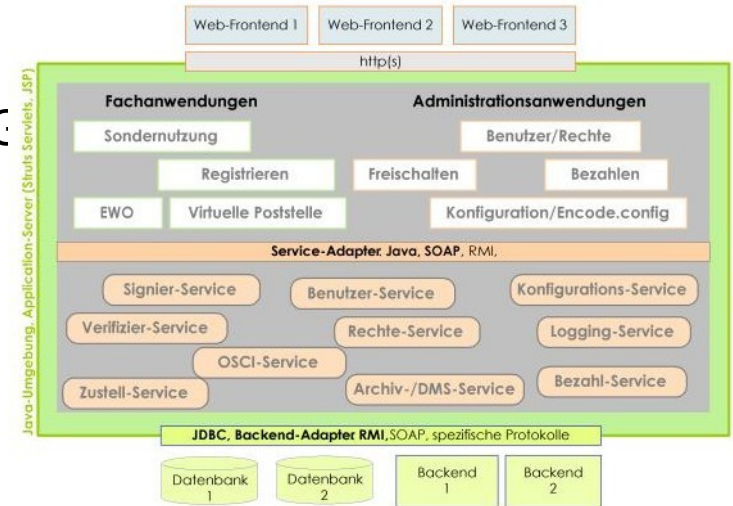 Web-Frontend 1 Web-Frontend 2 Web-Frontend 3
http(s)
Java-Umgebung, Application-Server (Struts Servlets, JSP)
Fachanwendungen Administrationsanwendungen
Sondernutzung Benutzer/Rechte
Registrieren Freischalten Bezahlen
EWO Virtuelle Poststelle Konfiguration/Encode.config
Service-Adapter. Java, SOAP, RMI,
Signier-Service Benutzer-Service Konfigurations-Service
Verifizier-Service Rechte-Service Logging-Service
OSCI-Service
Zustell-Service Archiv-/DMS-Service Bezahl-Service
JDBC, Backend-Adapter RMI,SOAP, spezifische Protokolle
Datenbank Datenbank Backend Backend
1 2 1 2